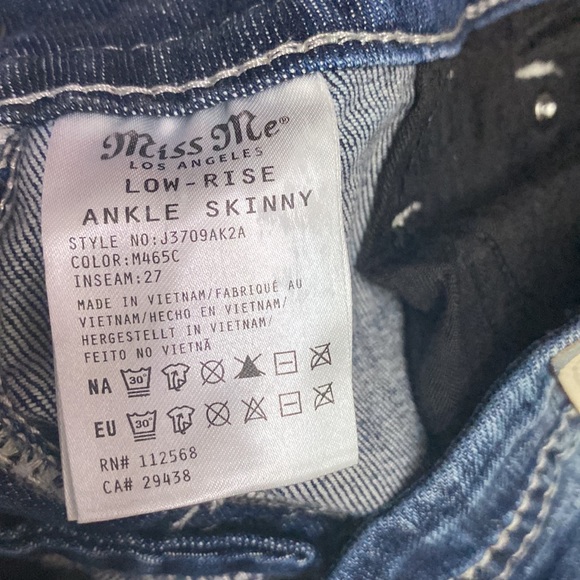 Miss Me®
LOS ANGELES
LOW-RISE
ANKLE SKINNY
STYLE NO:J3709AK2A
COLOR:M465C
INSEAM:27
MADE IN VIETNAM/FABRIQUÉ AU
VIETNAM/HECHO EN VIETNAM/
HERGESTELLT IN VIETNAM/
FEITO NO VIETNÃ
NA 30°
EU 30°
RN# 112568
CA# 29438